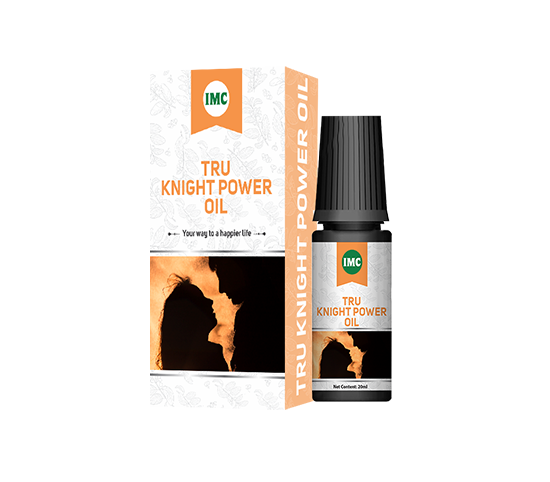 IMC
TRU
KNIGHT POWER
OIL
Your way to a happier life
TRU KNIGHT POWER OIL
IMC
TRU
KNIGHT POWER
OIL
Net Content: 20ml